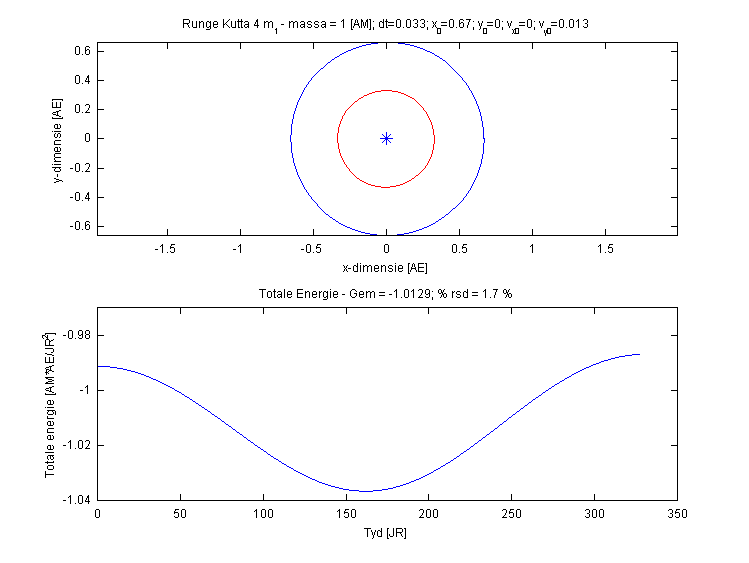 Runge Kutta 4 m₁ - massa = 1 [AM]; dt=0.033; x₀=0.67; y₀=0; vₓ₀=0; v_y0=0.013
0.6
0.4
0.2
0
-0.2
-0.4
-0.6
y-dimensie [AE]
-1.5 -1 -0.5 0 0.5 1 1.5
x-dimensie [AE]
Totale Energie - Gem = -1.0129; % rsd = 1.7 %
-0.98
-1
-1.02
-1.04
Totale energie [AM*AE/JR²]
0 50 100 150 200 250 300 350
Tyd [JR]